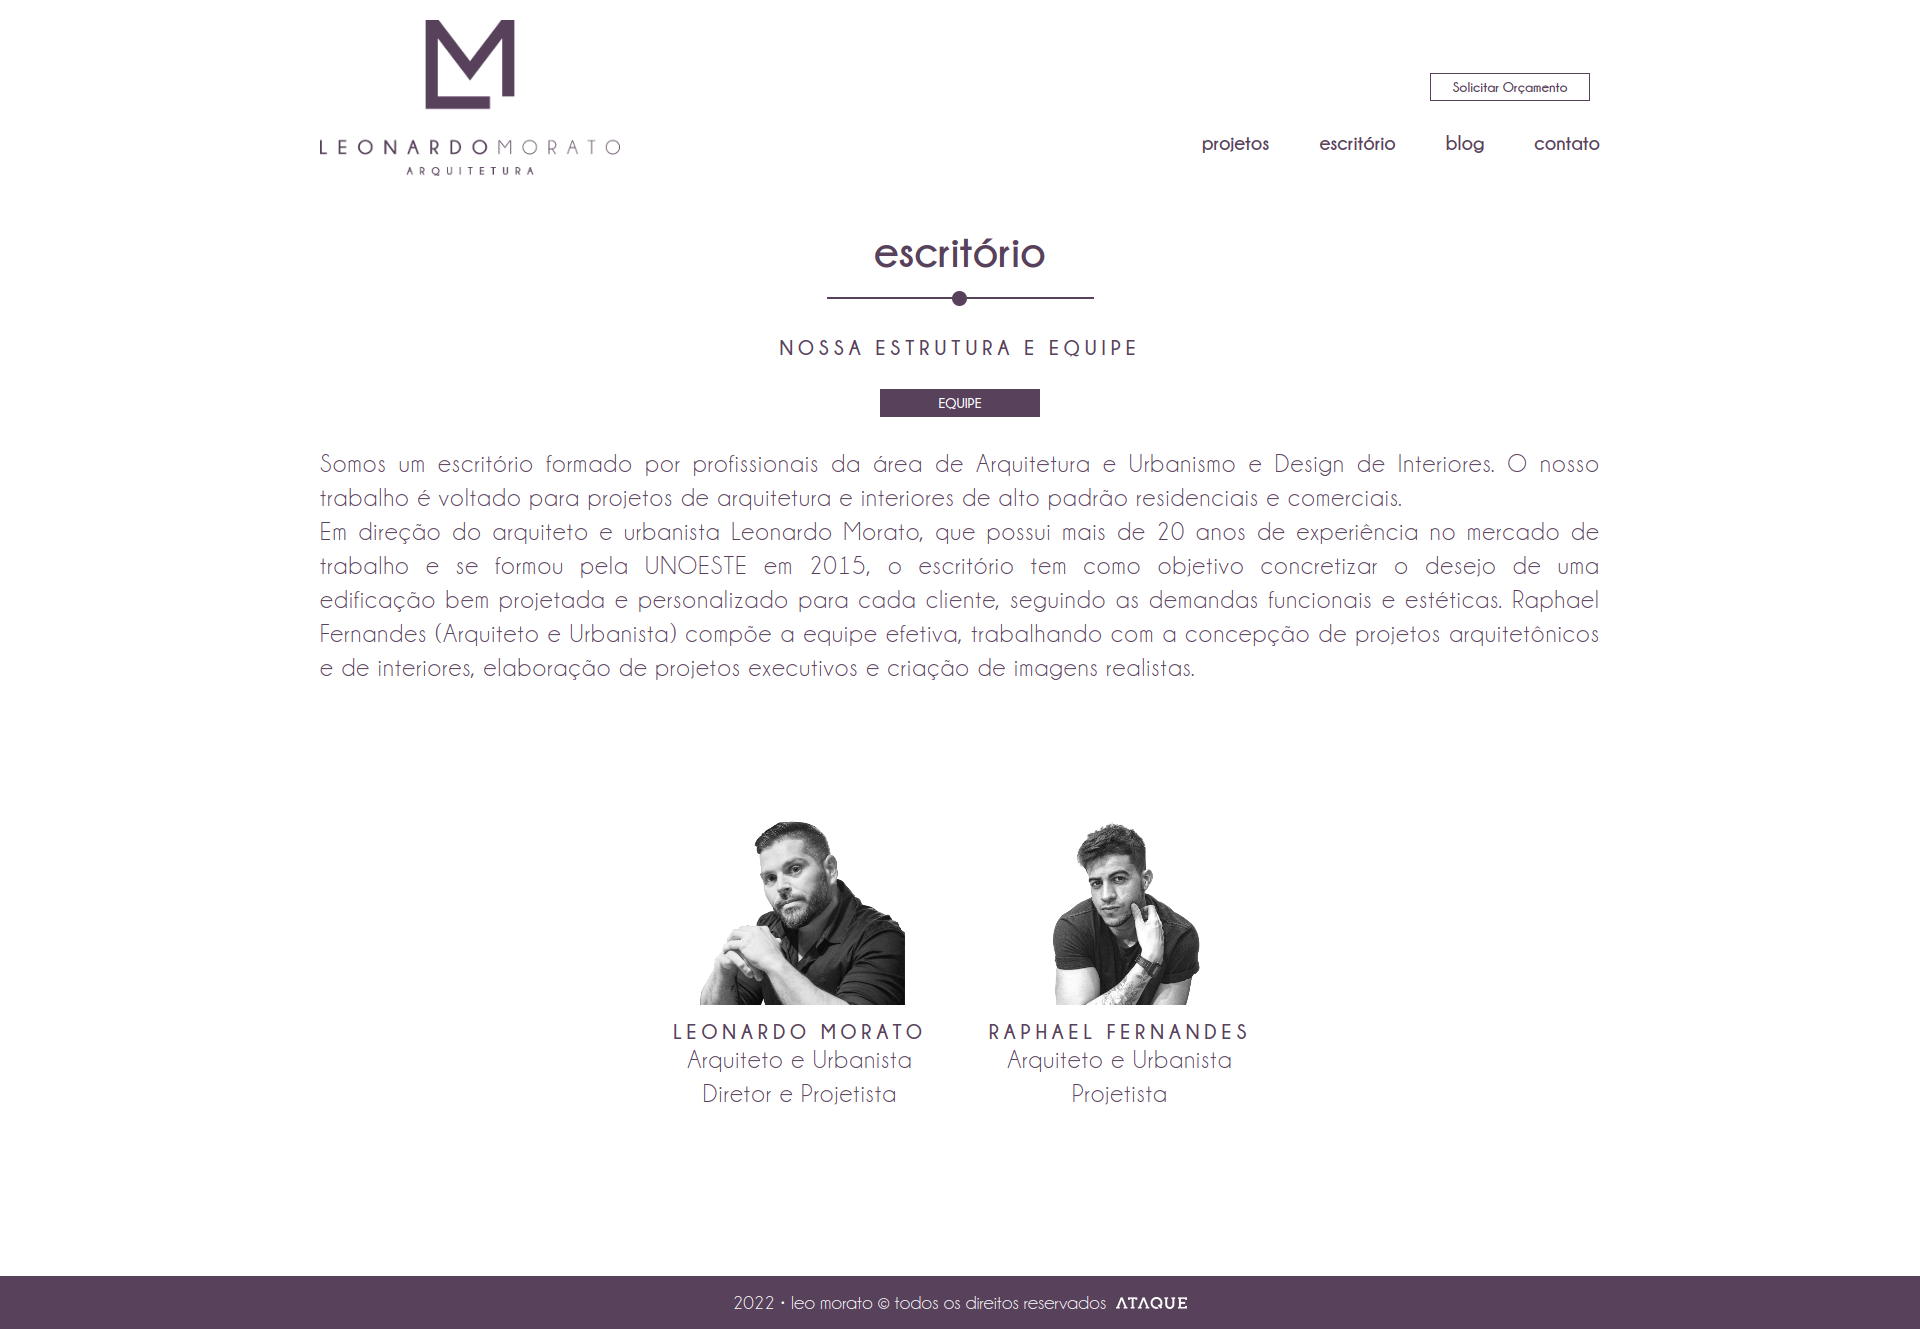 LM
LEONARDOMORATO
ARQUITETURA
Solicitar Orçamento
projetos escritório blog contato
escritório
NOSSA ESTRUTURA E EQUIPE
EQUIPE
Somos um escritório formado por profissionais da área de Arquitetura e Urbanismo e Design de Interiores. O nosso
trabalho é voltado para projetos de arquitetura e interiores de alto padrão residenciais e comerciais.
Em direção do arquiteto e urbanista Leonardo Morato, que possui mais de 20 anos de experiência no mercado de
trabalho e se formou pela UNOESTE em 2015, o escritório tem como objetivo concretizar o desejo de uma
edificação bem projetada e personalizado para cada cliente, seguindo as demandas funcionais e estéticas. Raphael
Fernandes (Arquiteto e Urbanista) compõe a equipe efetiva, trabalhando com a concepção de projetos arquitetônicos
e de interiores, elaboração de projetos executivos e criação de imagens realistas.
LEONARDO MORATO
Arquiteto e Urbanista
Diretor e Projetista
RAPHAEL FERNANDES
Arquiteto e Urbanista
Projetista
2022 • leo morato © todos os direitos reservados ATAQUE